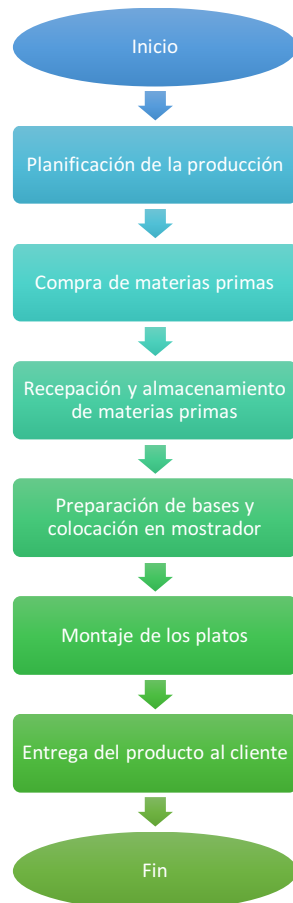 Inicio
Planificación de la producción
Compra de materias primas
Recepación y almacenamiento
de materias primas
Preparación de bases y
colocación en mostrador
Montaje de los platos
Entrega del producto al cliente
Fin